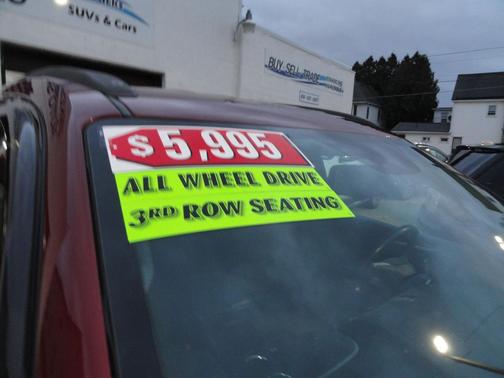 SUVs & Cars
BUY SELL TRADE
$5,995
ALL WHEEL DRIVE
3RD ROW SEATING